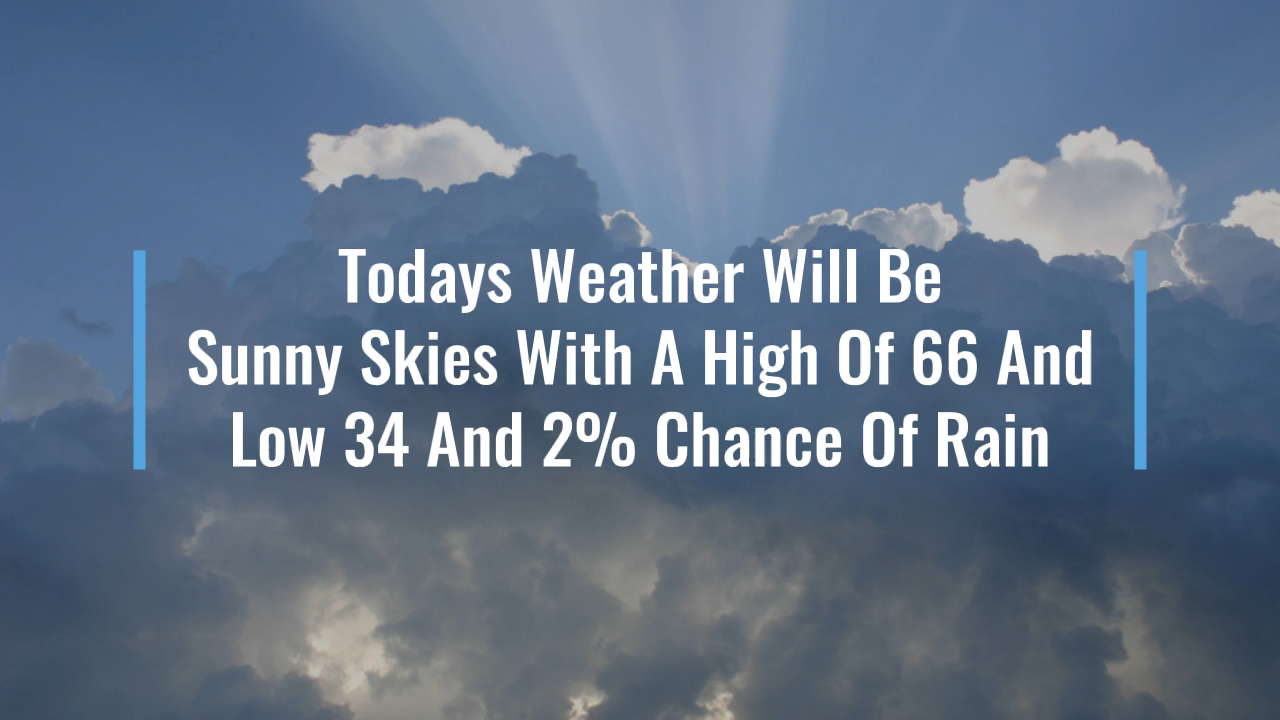 Todays Weather Will Be
Sunny Skies With A High Of 66 And
Low 34 And 2% Chance Of Rain